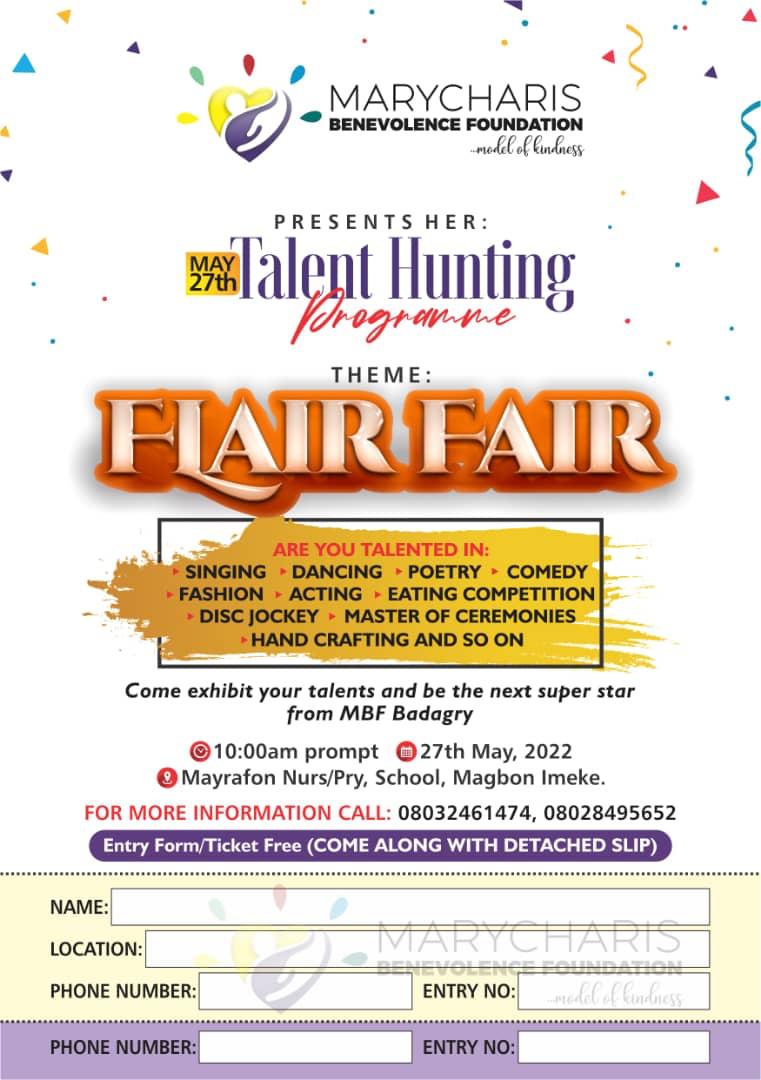 MARYCHARIS
BENEVOLENCE FOUNDATION
...model of kindness
PRESENTS HER:
MAY
27th
Talent Hunting
Programme
THEME:
FLAIR FAIR
ARE YOU TALENTED IN:
‣ SINGING ‣ DANCING ‣ POETRY ‣ COMEDY
‣ FASHION ‣ ACTING ‣ EATING COMPETITION
‣ DISC JOCKEY ‣ MASTER OF CEREMONIES
‣ HAND CRAFTING AND SO ON
Come exhibit your talents and be the next super star
from MBF Badagry
10:00am prompt 27th May, 2022
Mayrafon Nurs/Pry, School, Magbon Imeke.
FOR MORE INFORMATION CALL: 08032461474, 08028495652
Entry Form/Ticket Free (COME ALONG WITH DETACHED SLIP)
NAME:
LOCATION:
MARYCHARIS
BENEVOLENCE FOUNDATION
PHONE NUMBER: ENTRY NO:
...model of kindness
PHONE NUMBER: ENTRY NO: